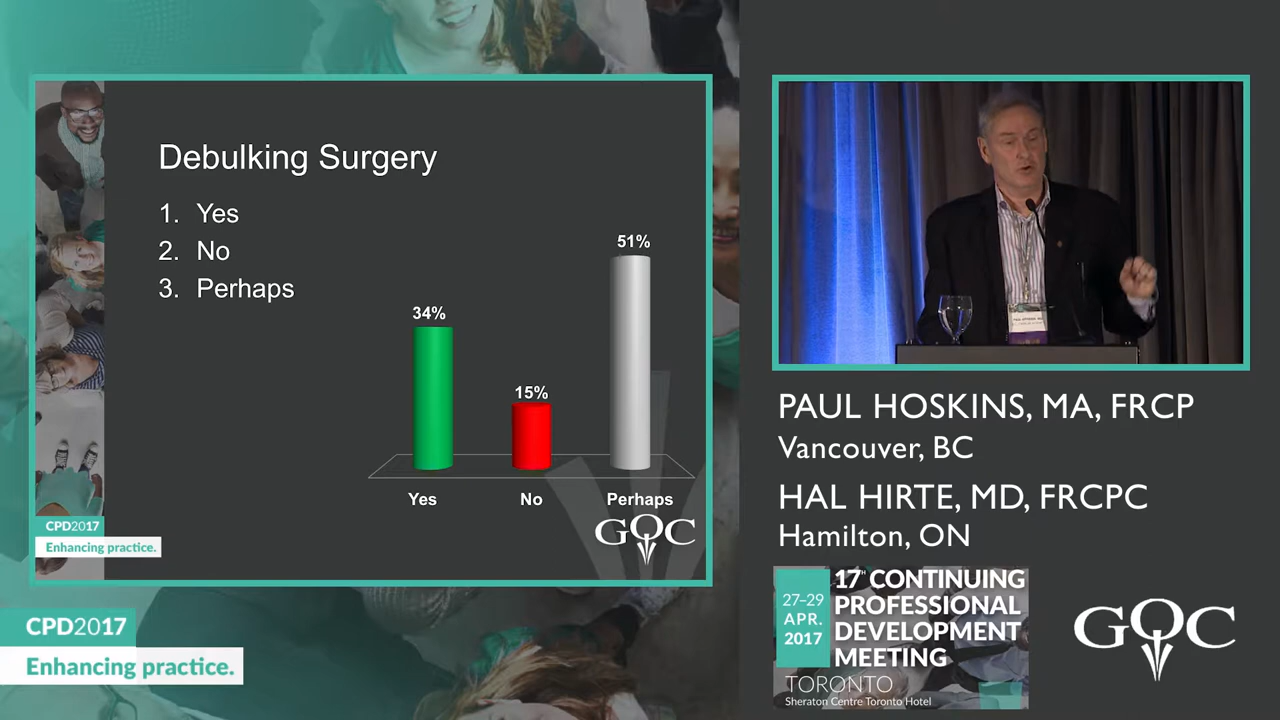 Debulking Surgery
1. Yes
2. No
3. Perhaps
34%
15%
51%
Yes
No
Perhaps
GOC
CPD2017
Enhancing practice.
CPD2017
Enhancing practice.
PAUL HOSKINS, MA, FRCP
Vancouver, BC
HAL HIRTE, MD, FRCPC
Hamilton, ON
27–29
APR.
2017
17TH CONTINUING
PROFESSIONAL
DEVELOPMENT
MEETING
TORONTO
Sheraton Centre Toronto Hotel
GOC